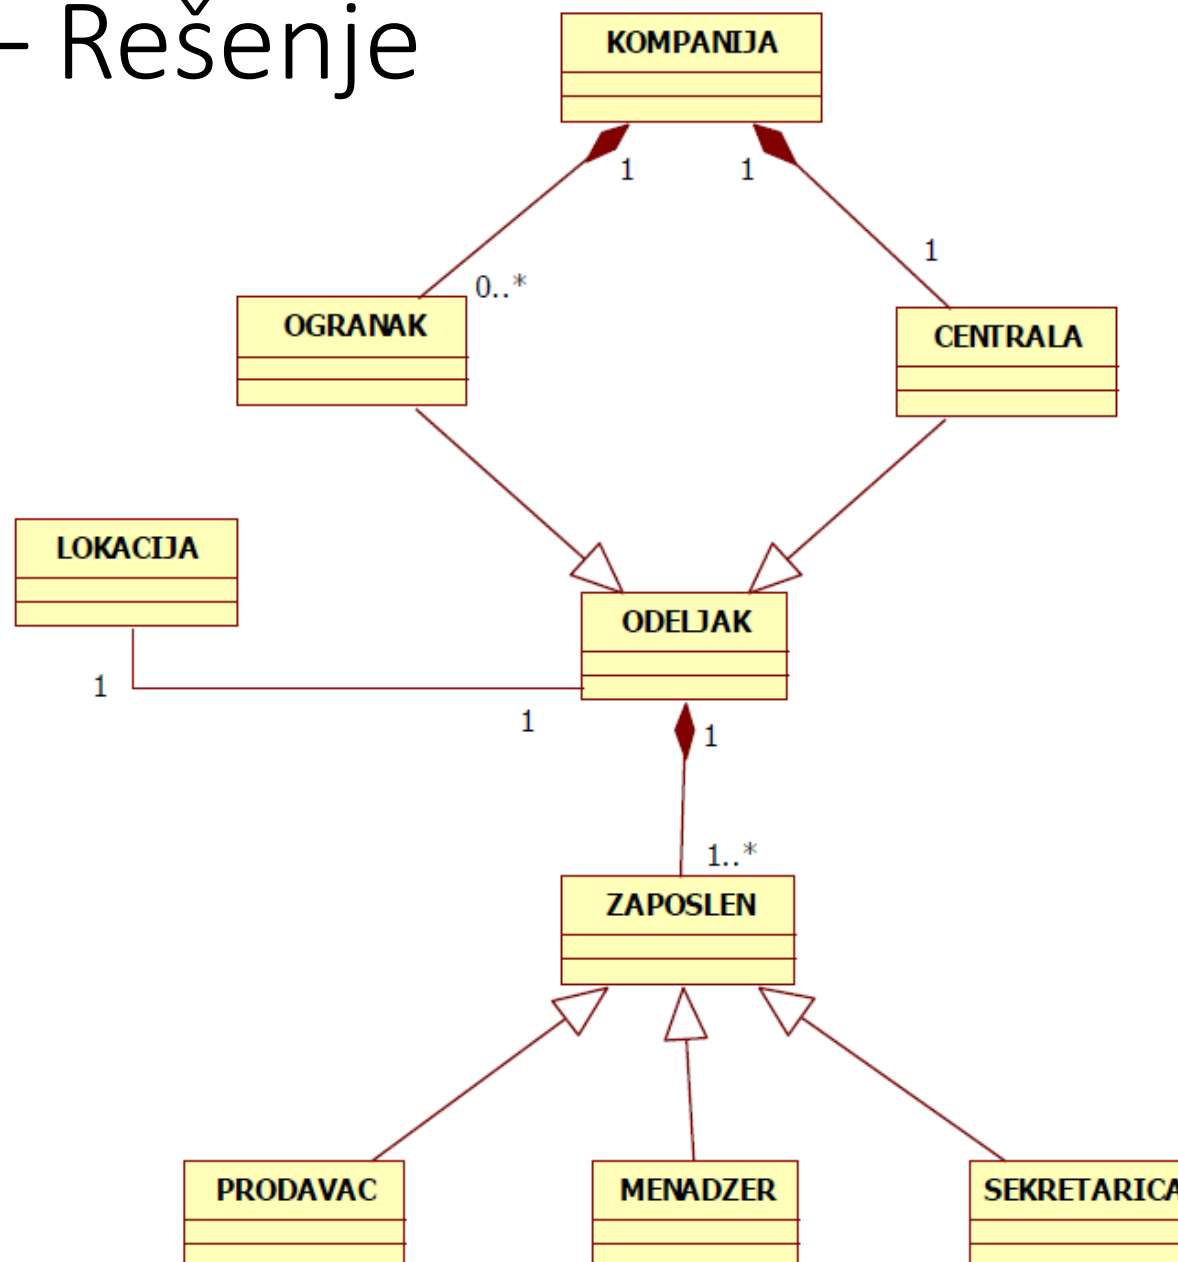 – Rešenje
KOMPANIJA
1
1
1
0..*
OGRANAK
CENTRALA
LOKACIJA
ODELJAK
1
1
1
1..*
ZAPOSLEN
PRODAVAC
MENADZER
SEKRETARICA